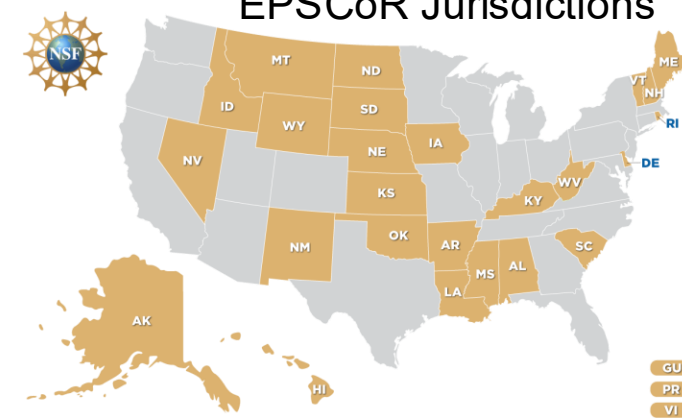 EPSCoR Jurisdictions
NSF
MT
ND
ME
VT
NH
ID
SD
WY
RI
IA
NE
NV
DE
WV
KS
KY
OK
NM
AR
SC
AL
MS
LA
AK
GU
PR
HI
VI